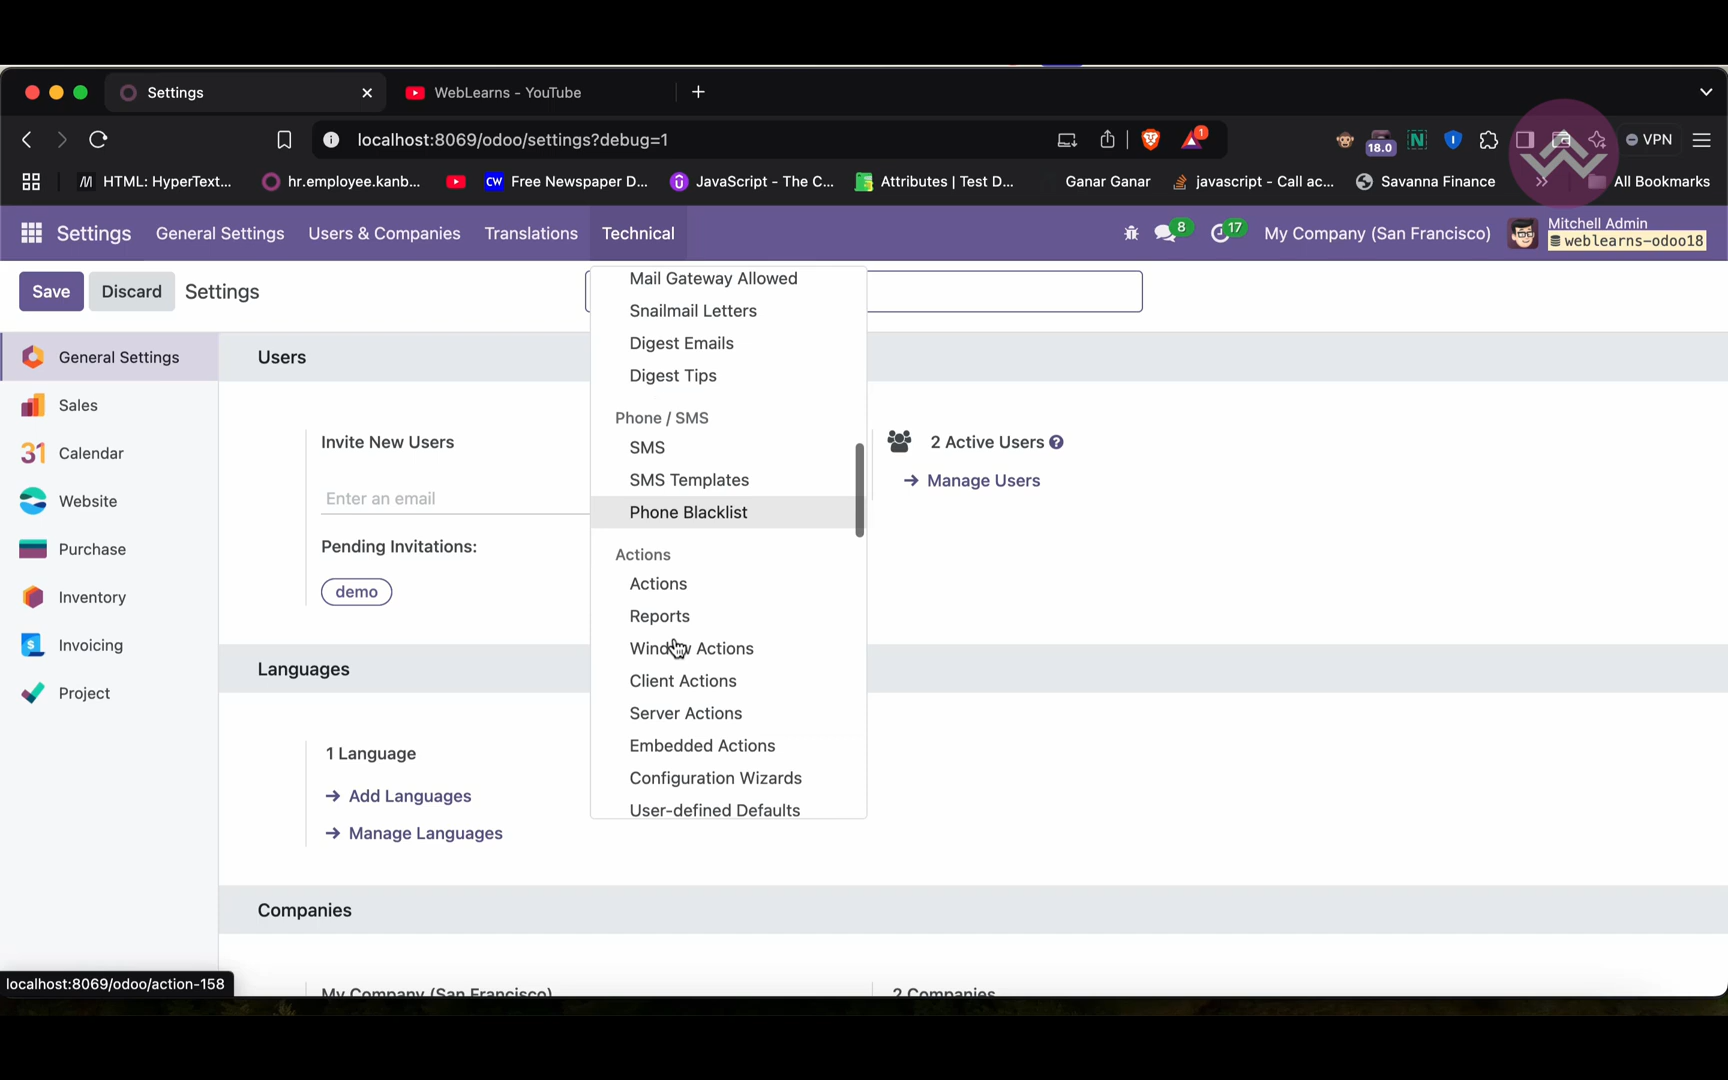 Settings
WebLearns - YouTube
localhost:8069/odoo/settings?debug=1
1
18.0
VPN
HTML: HyperText...
hr.employee.kanb...
Free Newspaper D...
JavaScript - The C...
Attributes | Test D...
Ganar Ganar
javascript - Call ac...
Savanna Finance
All Bookmarks
Settings
General Settings
Users & Companies
Translations
Technical
8
17
My Company (San Francisco)
Mitchell Admin
weblearns-odoo18
Save
Discard
Settings
Mail Gateway Allowed
Snailmail Letters
Digest Emails
Digest Tips
Phone / SMS
SMS
SMS Templates
Phone Blacklist
Actions
Actions
Reports
Window Actions
Client Actions
Server Actions
Embedded Actions
Configuration Wizards
User-defined Defaults
General Settings
Sales
Calendar
Website
Purchase
Inventory
Invoicing
Project
Users
Invite New Users
Enter an email
Pending Invitations:
demo
2 Active Users
Manage Users
Languages
1 Language
Add Languages
Manage Languages
Companies
My Company (San Francisco)
2 Companies
localhost:8069/odoo/action-158